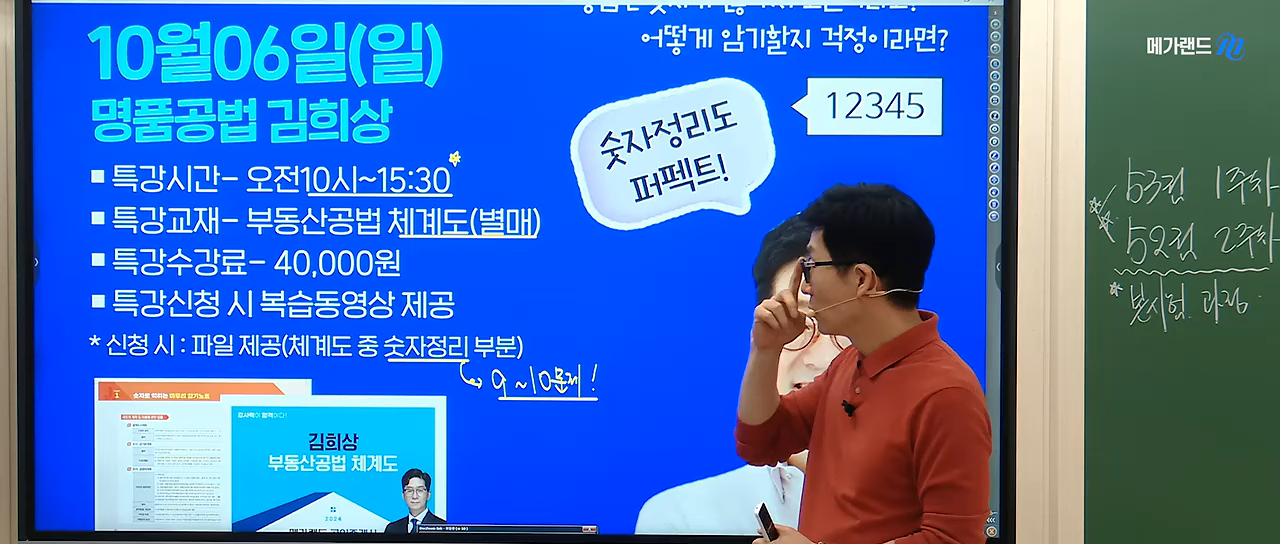 어떻게 암기할지 걱정이라면?
10월06일(일)
명품공법 김희상
12345
숫자정리도
퍼펙트!
■ 특강시간- 오전10시~15:30
■ 특강교재- 부동산공법 체계도(별매)
■ 특강수강료- 40,000원
■ 특강신청 시 복습동영상 제공
* 신청 시 : 파일 제공(체계도 중 숫자정리 부분)
9~10문제!
김희상
부동산공법 체계도
2024
메가랜드
53회 1주차
52회 2주차
* 본시험 과정